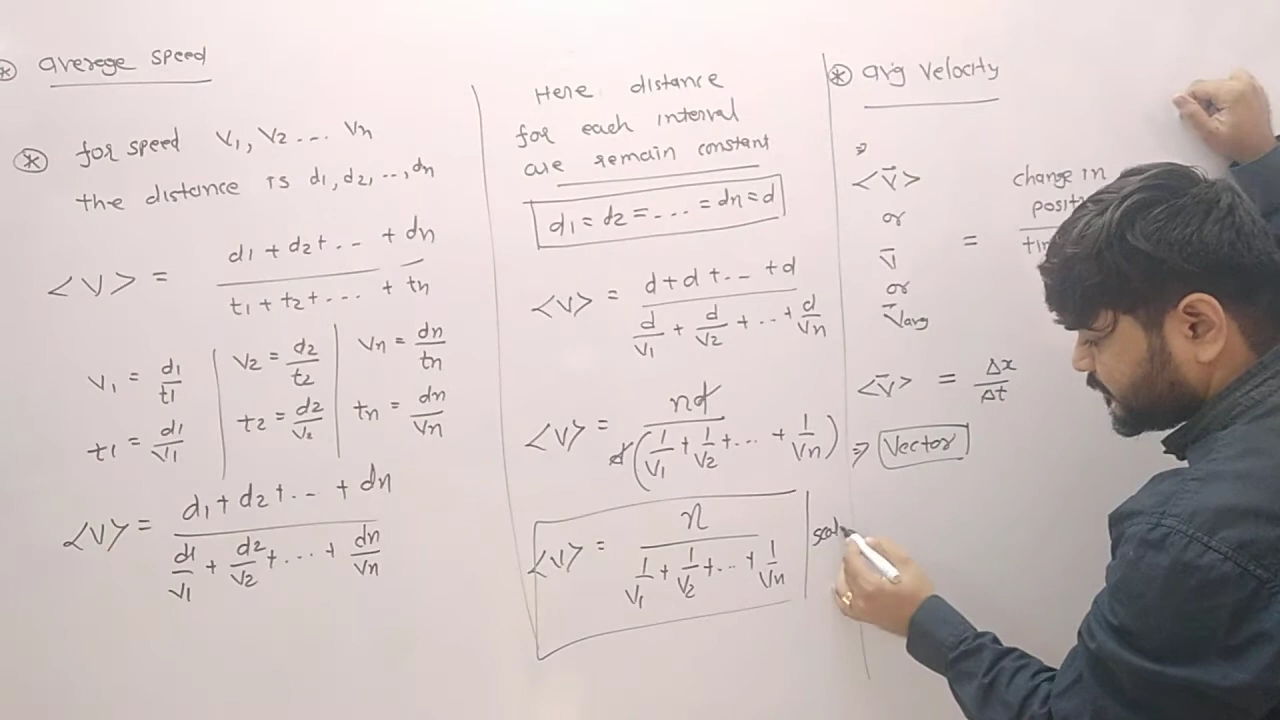 * average speed
* for speed v1, v2 ... vn
the distance is d1, d2, ..., dn
<v> = (d1 + d2 + ... + dn) / (t1 + t2 + ... + tn)
v1 = d1/t1 | v2 = d2/t2 | vn = dn/tn
t1 = d1/v1 | t2 = d2/v2 | tn = dn/vn
<v> = (d1 + d2 + ... + dn) / (d1/v1 + d2/v2 + ... + dn/vn)
Here distance
for each interval
are remain constant
d1 = d2 = ... = dn = d
<v> = (d + d + ... + d) / (d/v1 + d/v2 + ... + d/vn)
<v> = nd / d(1/v1 + 1/v2 + ... + 1/vn)
<v> = n / (1/v1 + 1/v2 + ... + 1/vn)
* avg velocity
⇒
<v̄>
or
v̄
or
v̄avg
=
change in
<v̄> = Δx/Δt
⇒ Vector